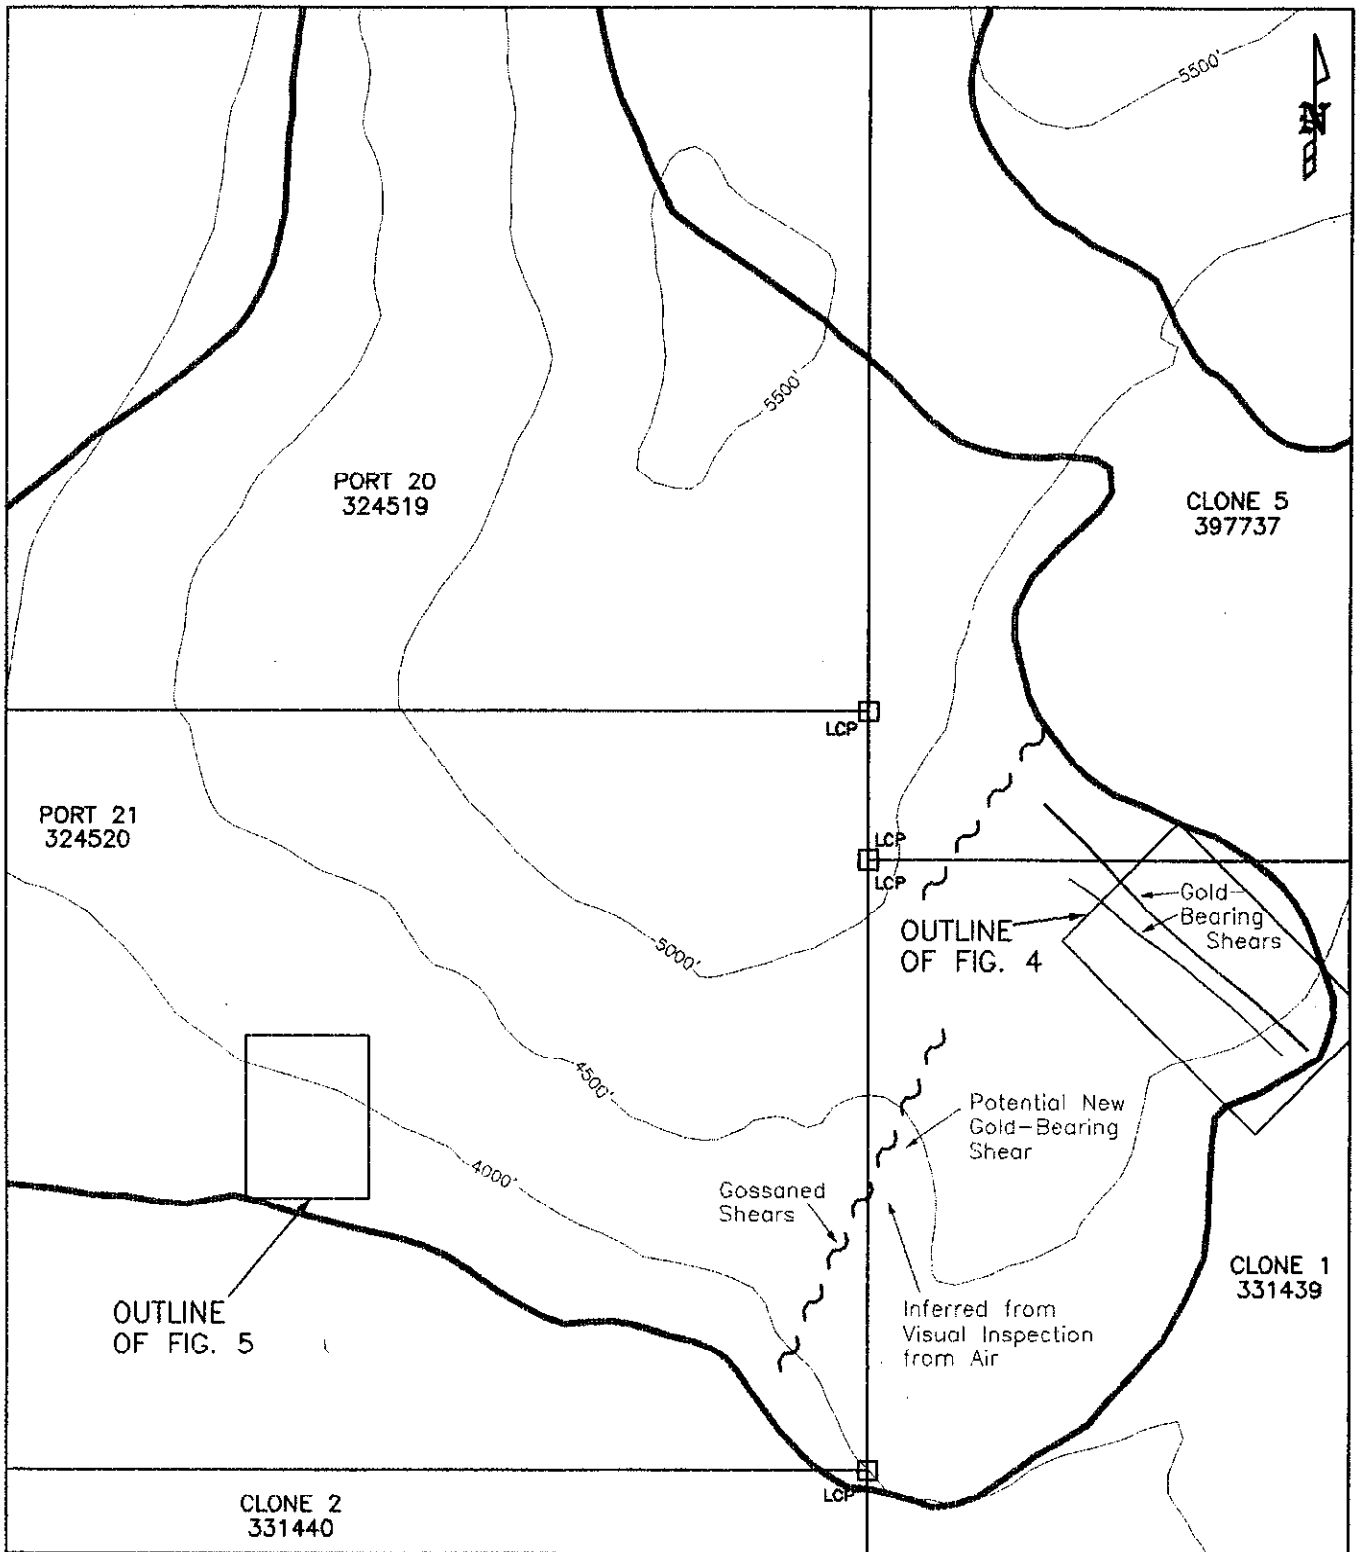 5500'
N
5500'
PORT 20
324519
CLONE 5
397737
LCP
PORT 21
324520
LCP
LCP
Gold-
Bearing
Shears
OUTLINE
OF FIG. 4
5000'
4500'
Potential New
Gold-Bearing
Shear
4000'
Gossaned
Shears
CLONE 1
331439
OUTLINE
OF FIG. 5
Inferred from
Visual Inspection
from Air
LCP
CLONE 2
331440